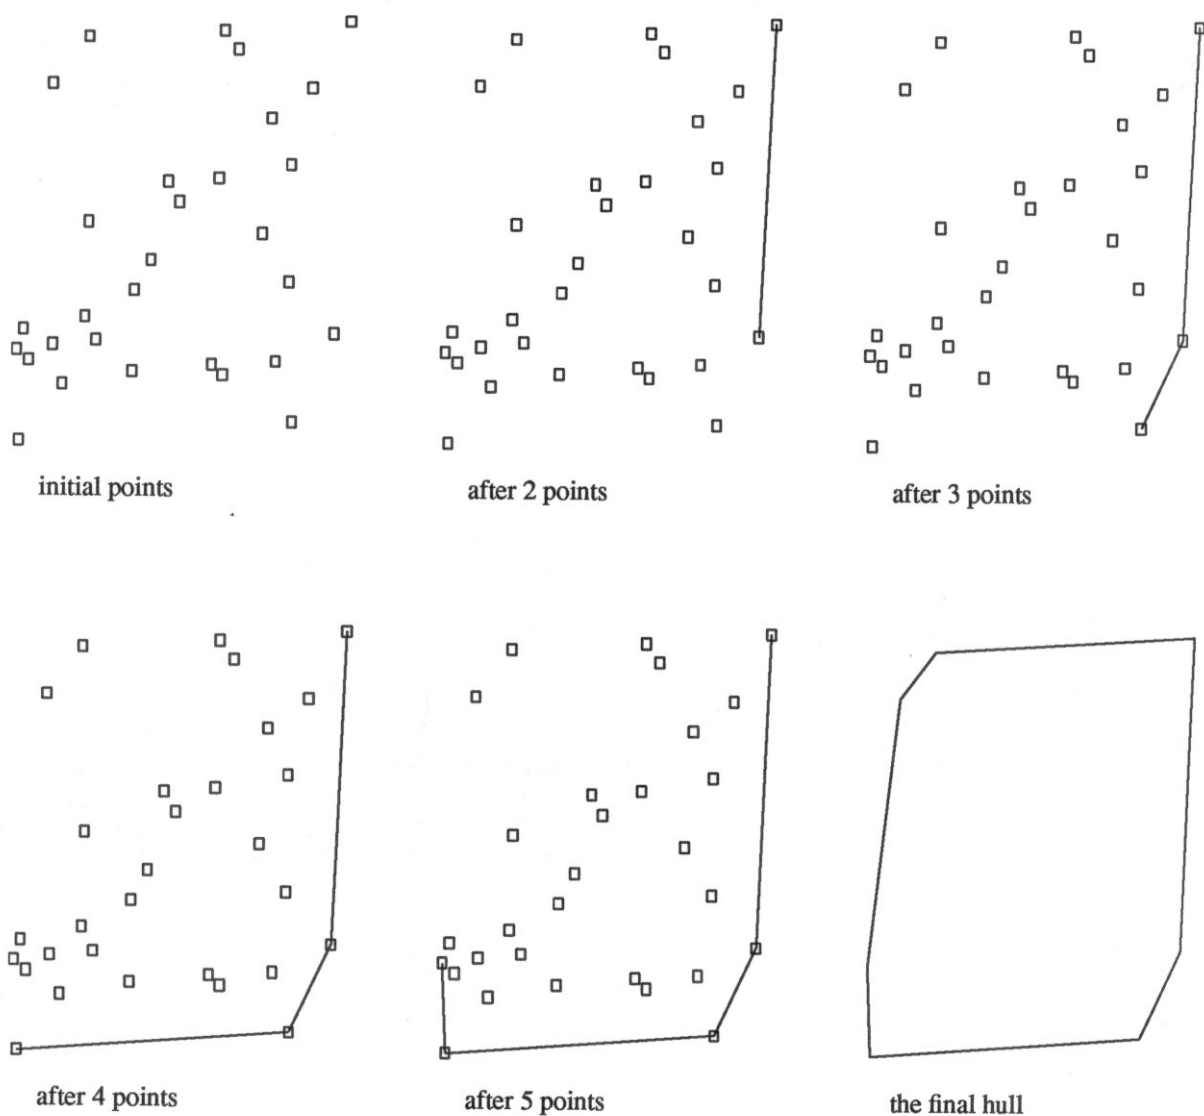 initial points
after 2 points
after 3 points
after 4 points
after 5 points
the final hull